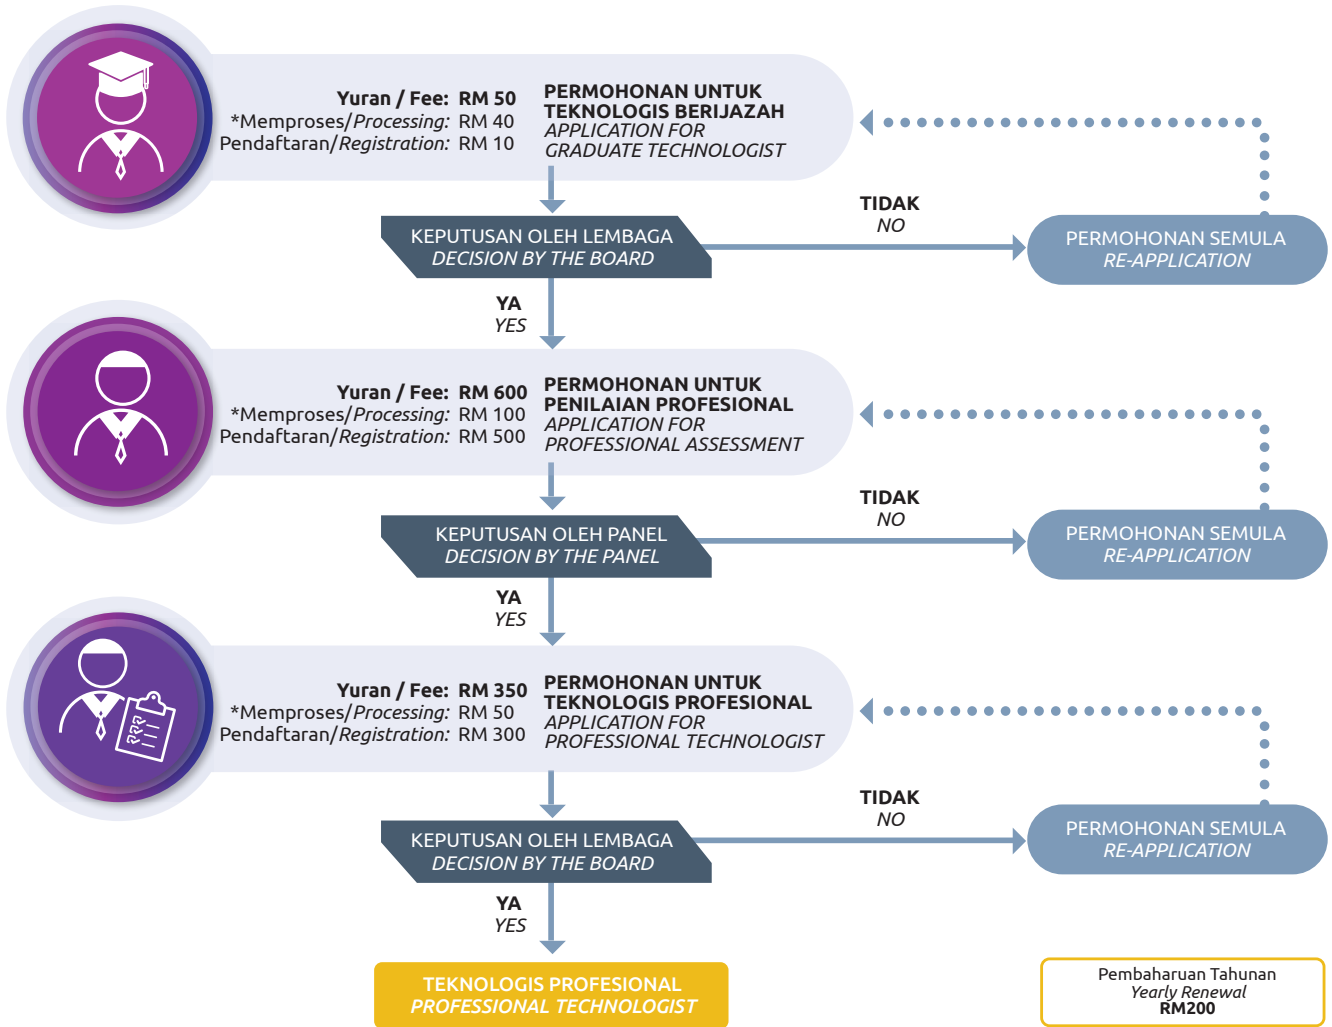 Yuran / Fee: RM 50
*Memproses/Processing: RM 40
Pendaftaran/Registration: RM 10
PERMOHONAN UNTUK
TEKNOLOGIS BERIJAZAH
APPLICATION FOR
GRADUATE TECHNOLOGIST
KEPUTUSAN OLEH LEMBAGA
DECISION BY THE BOARD
TIDAK
NO
PERMOHONAN SEMULA
RE-APPLICATION
YA
YES
Yuran / Fee: RM 600
*Memproses/Processing: RM 100
Pendaftaran/Registration: RM 500
PERMOHONAN UNTUK
PENILAIAN PROFESIONAL
APPLICATION FOR
PROFESSIONAL ASSESSMENT
KEPUTUSAN OLEH PANEL
DECISION BY THE PANEL
TIDAK
NO
PERMOHONAN SEMULA
RE-APPLICATION
YA
YES
Yuran / Fee: RM 350
*Memproses/Processing: RM 50
Pendaftaran/Registration: RM 300
PERMOHONAN UNTUK
TEKNOLOGIS PROFESIONAL
APPLICATION FOR
PROFESSIONAL TECHNOLOGIST
KEPUTUSAN OLEH LEMBAGA
DECISION BY THE BOARD
TIDAK
NO
PERMOHONAN SEMULA
RE-APPLICATION
YA
YES
TEKNOLOGIS PROFESIONAL
PROFESSIONAL TECHNOLOGIST
Pembaharuan Tahunan
Yearly Renewal
RM200